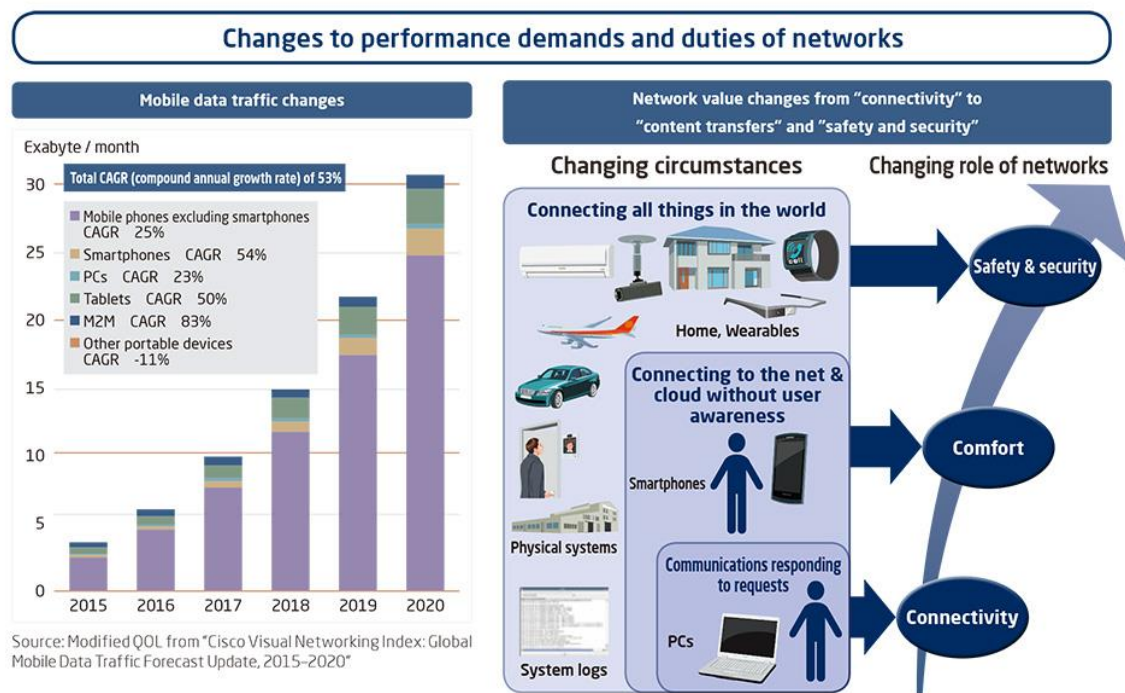 Changes to performance demands and duties of networks
Mobile data traffic changes
Exabyte / month
Total CAGR (compound annual growth rate) of 53%
30
25
20
15
10
5
0
Mobile phones excluding smartphones
CAGR 25%
Smartphones CAGR 54%
PCs CAGR 23%
Tablets CAGR 50%
M2M CAGR 83%
Other portable devices
CAGR -11%
2015 2016 2017 2018 2019 2020
Source: Modified QOL from "Cisco Visual Networking Index: Global
Mobile Data Traffic Forecast Update, 2015–2020"
Network value changes from "connectivity" to
"content transfers" and "safety and security"
Changing circumstances
Changing role of networks
Connecting all things in the world
Home, Wearables
Safety & security
Connecting to the net &
cloud without user
awareness
Smartphones
Comfort
Physical systems
Communications responding
to requests
PCs
Connectivity
System logs